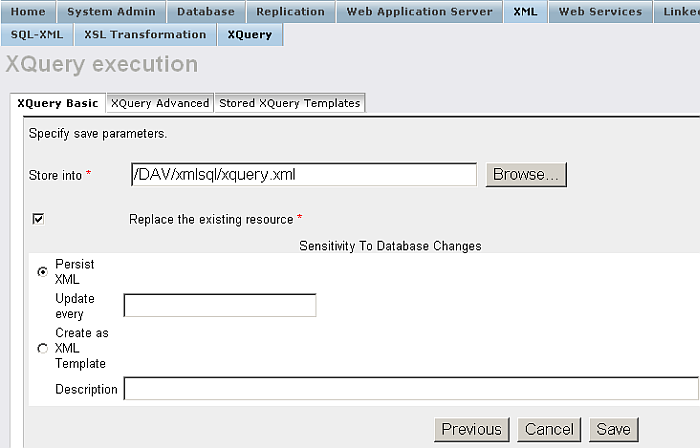 Home System Admin Database Replication Web Application Server XML Web Services Linke
SQL-XML XSL Transformation XQuery
XQuery execution
XQuery Basic XQuery Advanced Stored XQuery Templates
Specify save parameters.
Store into * /DAV/xmlsql/xquery.xml Browse...
Replace the existing resource *
Sensitivity To Database Changes
Persist
XML
Update
every
Create as
XML
Template
Description
Previous Cancel Save